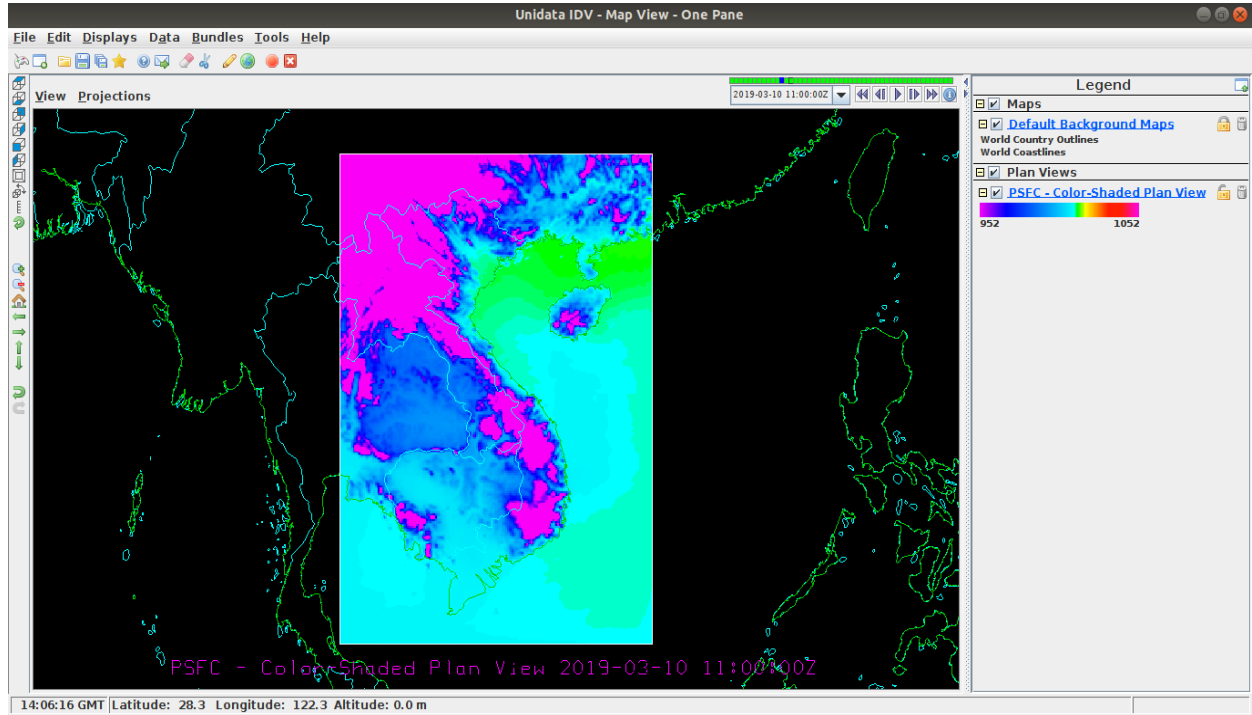 Unidata IDV - Map View - One Pane
File Edit Displays Data Bundles Tools Help
View Projections
2019-03-10 11:00:00Z
Legend
Maps
Default Background Maps
World Country Outlines
World Coastlines
Plan Views
PSFC - Color-Shaded Plan View
952 1052
PSFC - Color-Shaded Plan View 2019-03-10 11:00:00Z
14:06:16 GMT Latitude: 28.3 Longitude: 122.3 Altitude: 0.0 m